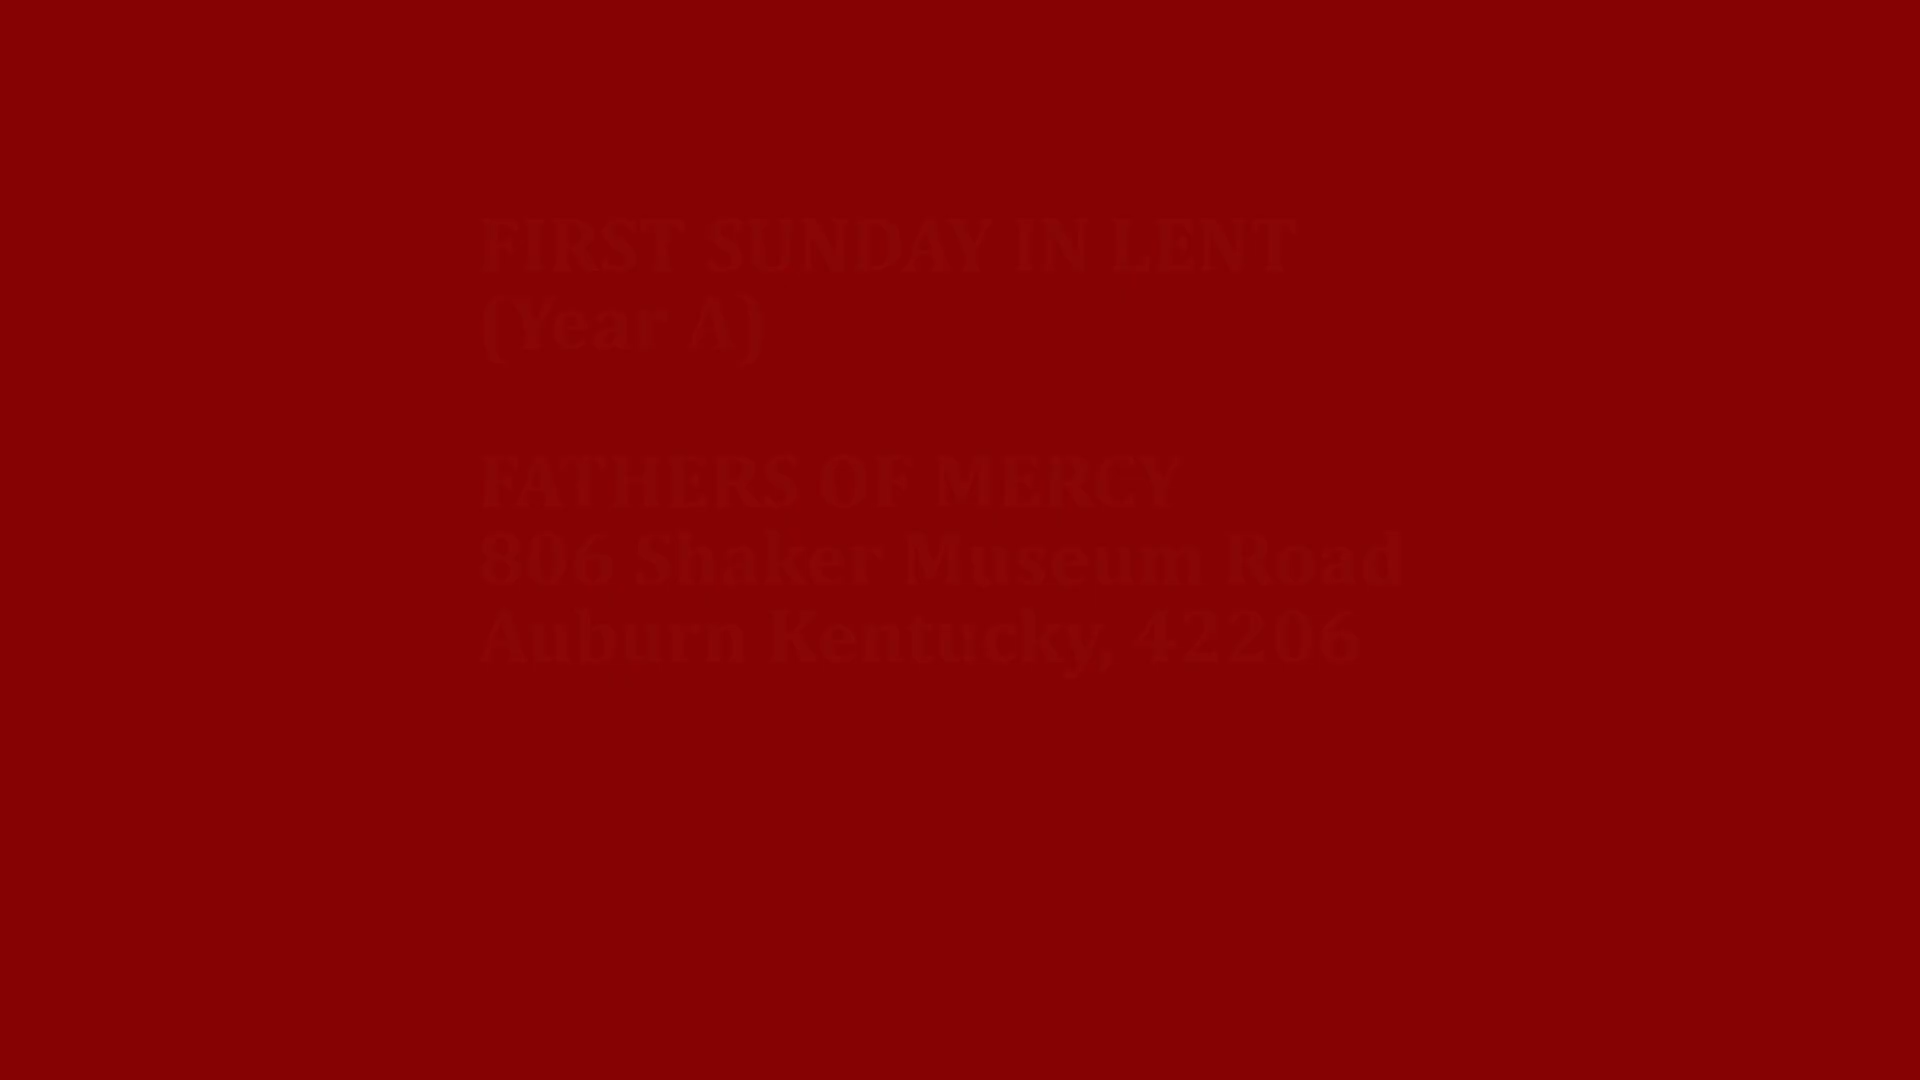 FIRST SUNDAY IN LENT
(Year A)
FATHERS OF MERCY
806 Shaker Museum Road
Auburn Kentucky, 42206